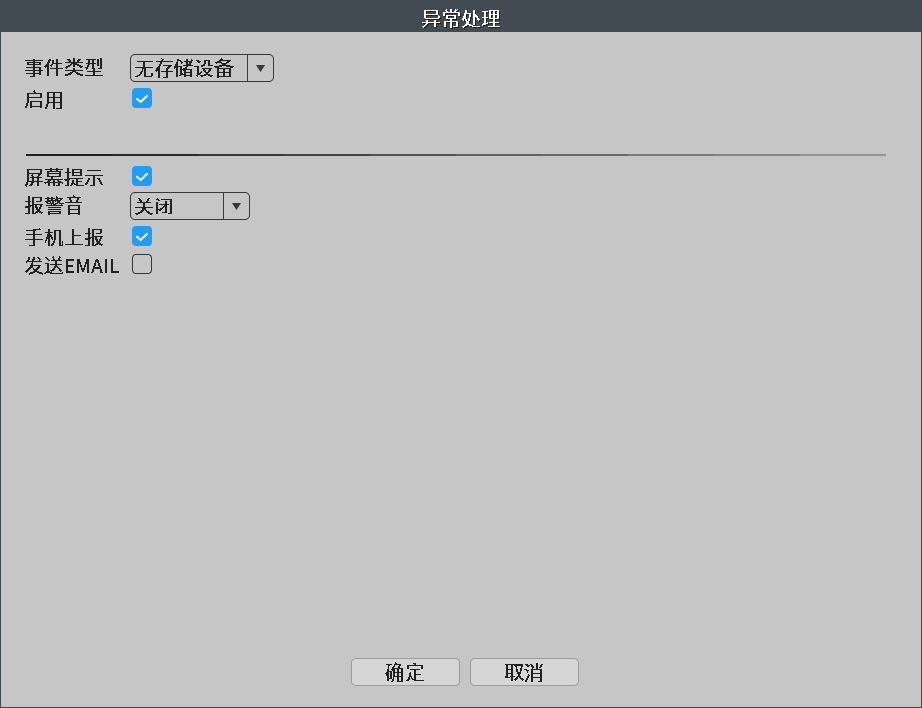 异常处理
事件类型 无存储设备
启用
屏幕提示
报警音 关闭
手机上报
发送EMAIL
确定 取消